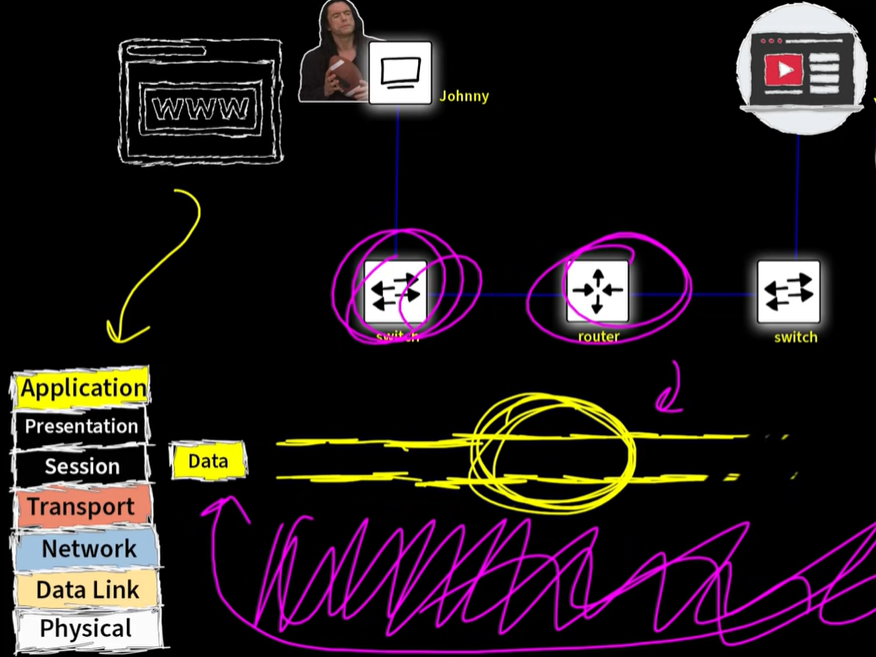 WWW
Johnny
switch
router
switch
Application
Presentation
Session
Data
Transport
Network
Data Link
Physical